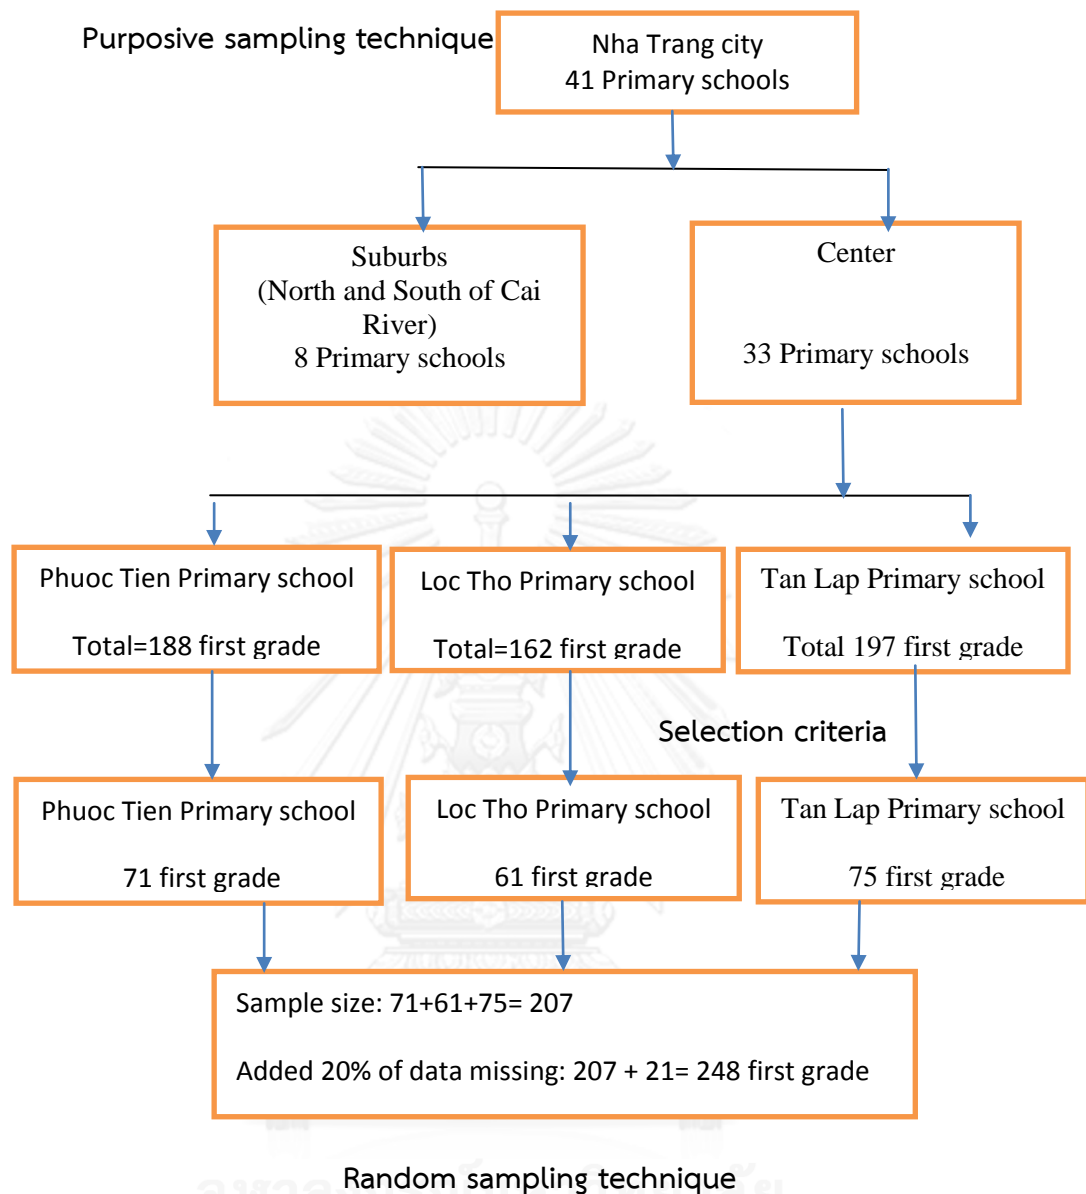 Purposive sampling technique
Nha Trang city
41 Primary schools
Suburbs
(North and South of Cai
River)
8 Primary schools
Center
33 Primary schools
Phuoc Tien Primary school
Total=188 first grade
Loc Tho Primary school
Total=162 first grade
Tan Lap Primary school
Total 197 first grade
Selection criteria
Phuoc Tien Primary school
71 first grade
Loc Tho Primary school
61 first grade
Tan Lap Primary school
75 first grade
Sample size: 71+61+75= 207
Added 20% of data missing: 207 + 21= 248 first grade
Random sampling technique